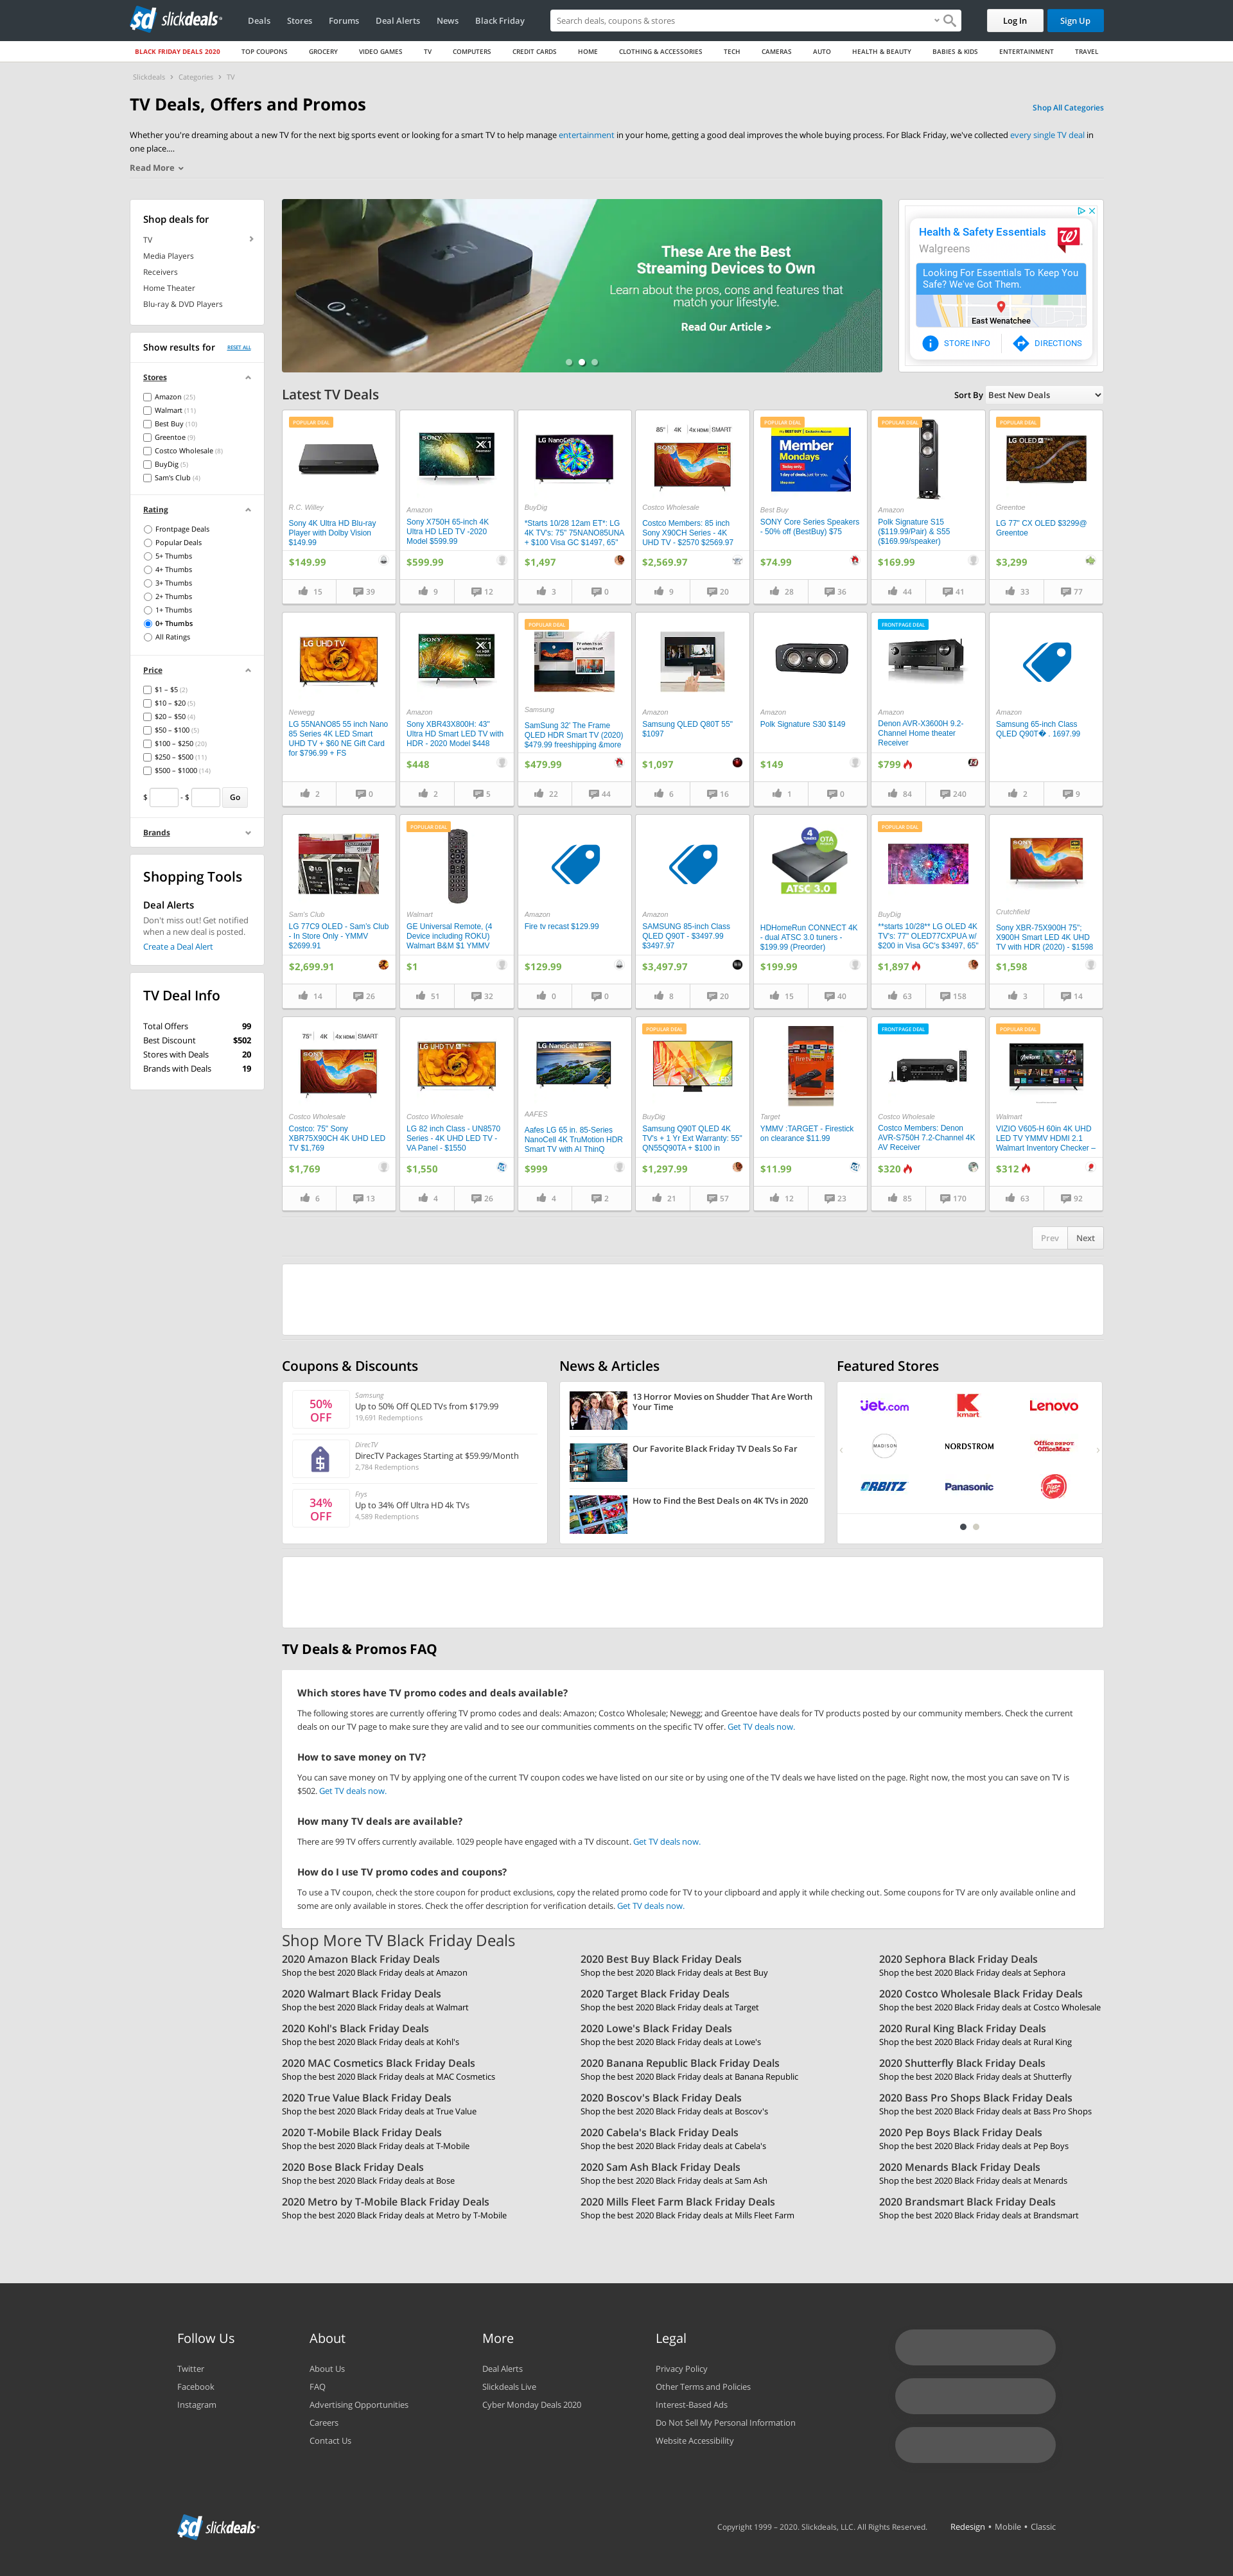 slickdeals
Deals
Stores
Forums
Deal Alerts
News
Black Friday
Search deals, coupons & stores
Log In
Sign Up
BLACK FRIDAY DEALS 2020
TOP COUPONS
GROCERY
VIDEO GAMES
TV
COMPUTERS
CREDIT CARDS
HOME
CLOTHING & ACCESSORIES
TECH
CAMERAS
AUTO
HEALTH & BEAUTY
BABIES & KIDS
ENTERTAINMENT
TRAVEL
Slickdeals > Categories > TV
TV Deals, Offers and Promos
Shop All Categories
Whether you're dreaming about a new TV for the next big sports event or looking for a smart TV to help manage entertainment in your home, getting a good deal improves the whole buying process. For Black Friday, we've collected every single TV deal in
one place....
Read More
Shop deals for
TV
Media Players
Receivers
Home Theater
Blu-ray & DVD Players
Show results for
RESET ALL
Stores
Amazon (25)
Walmart (11)
Best Buy (10)
Greentoe (9)
Costco Wholesale (8)
BuyDig (5)
Sam's Club (4)
Rating
Frontpage Deals
Popular Deals
5+ Thumbs
4+ Thumbs
3+ Thumbs
2+ Thumbs
1+ Thumbs
0+ Thumbs
All Ratings
Price
$1 – $5 (2)
$10 – $20 (5)
$20 – $50 (4)
$50 – $100 (5)
$100 – $250 (20)
$250 – $500 (11)
$500 – $1000 (14)
$ - $ Go
Brands
Shopping Tools
Deal Alerts
Don't miss out! Get notified
when a new deal is posted.
Create a Deal Alert
TV Deal Info
Total Offers 99
Best Discount $502
Stores with Deals 20
Brands with Deals 19
These Are the Best
Streaming Devices to Own
Learn about the pros, cons and features that
match your lifestyle.
Read Our Article >
Health & Safety Essentials
Walgreens
Looking For Essentials To Keep You
Safe? We've Got Them.
East Wenatchee
STORE INFO
DIRECTIONS
Latest TV Deals
Sort By Best New Deals
POPULAR DEAL
R.C. Willey
Sony 4K Ultra HD Blu-ray
Player with Dolby Vision
$149.99
$149.99
15
39
SONY
X1
Amazon
Sony X750H 65-inch 4K
Ultra HD LED TV -2020
Model $599.99
$599.99
9
12
LG NanoCell
BuyDig
*Starts 10/28 12am ET*: LG
4K TV's: 75" 75NANO85UNA
+ $100 Visa GC $1497, 65"
$1,497
3
0
85" 4K 4x HDMI SMART
SONY
Costco Wholesale
Costco Members: 85 inch
Sony X90CH Series - 4K
UHD TV - $2570 $2569.97
$2,569.97
9
20
POPULAR DEAL
Member
Mondays
Best Buy
SONY Core Series Speakers
- 50% off (BestBuy) $75
$74.99
28
36
POPULAR DEAL
Amazon
Polk Signature S15
($119.99/Pair) & S55
($169.99/speaker)
$169.99
44
41
POPULAR DEAL
LG OLED
Greentoe
LG 77" CX OLED $3299@
Greentoe
$3,299
33
77
LG UHD TV
Newegg
LG 55NANO85 55 inch Nano
85 Series 4K LED Smart
UHD TV + $60 NE Gift Card
for $796.99 + FS
2
0
SONY
X1
Amazon
Sony XBR43X800H: 43"
Ultra HD Smart LED TV with
HDR - 2020 Model $448
$448
2
5
POPULAR DEAL
Samsung
SamSung 32' The Frame
QLED HDR Smart TV (2020)
$479.99 freeshipping &more
$479.99
22
44
Amazon
Samsung QLED Q80T 55"
$1097
$1,097
6
16
Amazon
Polk Signature S30 $149
$149
1
0
FRONTPAGE DEAL
Amazon
Denon AVR-X3600H 9.2-
Channel Home theater
Receiver
$799
84
240
Amazon
Samsung 65-inch Class
QLED Q90T� . 1697.99
2
9
Sam's Club
LG 77C9 OLED - Sam's Club
- In Store Only - YMMV
$2699.91
$2,699.91
14
26
POPULAR DEAL
Walmart
GE Universal Remote, (4
Device including ROKU)
Walmart B&M $1 YMMV
$1
51
32
Amazon
Fire tv recast $129.99
$129.99
0
0
Amazon
SAMSUNG 85-inch Class
QLED Q90T - $3497.99
$3497.97
$3,497.97
8
20
4 TUNERS
OTA
ATSC 3.0
HDHomeRun CONNECT 4K
- dual ATSC 3.0 tuners -
$199.99 (Preorder)
$199.99
15
40
POPULAR DEAL
BuyDig
**starts 10/28** LG OLED 4K
TV's: 77" OLED77CXPUA w/
$200 in Visa GC's $3497, 65"
$1,897
63
158
SONY
Crutchfield
Sony XBR-75X900H 75";
X900H Smart LED 4K UHD
TV with HDR (2020) - $1598
$1,598
3
14
75" 4K 4x HDMI SMART
SONY
Costco Wholesale
Costco: 75" Sony
XBR75X90CH 4K UHD LED
TV $1,769
$1,769
6
13
LG UHD TV
Costco Wholesale
LG 82 inch Class - UN8570
Series - 4K UHD LED TV -
VA Panel - $1550
$1,550
4
26
LG NanoCell
AAFES
Aafes LG 65 in. 85-Series
NanoCell 4K TruMotion HDR
Smart TV with AI ThinQ
$999
4
2
POPULAR DEAL
BuyDig
Samsung Q90T QLED 4K
TV's + 1 Yr Ext Warranty: 55"
QN55Q90TA + $100 in
$1,297.99
21
57
firetv
Target
YMMV :TARGET - Firestick
on clearance $11.99
$11.99
12
23
FRONTPAGE DEAL
Costco Wholesale
Costco Members: Denon
AVR-S750H 7.2-Channel 4K
AV Receiver
$320
85
170
POPULAR DEAL
Walmart
VIZIO V605-H 60in 4K UHD
LED TV YMMV HDMI 2.1
Walmart Inventory Checker –
$312
63
92
Prev
Next
Coupons & Discounts
50%
OFF
Samsung
Up to 50% Off QLED TVs from $179.99
19,691 Redemptions
DirecTV
DirecTV Packages Starting at $59.99/Month
2,784 Redemptions
34%
OFF
Frys
Up to 34% Off Ultra HD 4k TVs
4,589 Redemptions
News & Articles
13 Horror Movies on Shudder That Are Worth
Your Time
Our Favorite Black Friday TV Deals So Far
How to Find the Best Deals on 4K TVs in 2020
Featured Stores
jet.com
kmart
Lenovo
MADISON
NORDSTROM
Office DEPOT
OfficeMax
ORBITZ
Panasonic
Pizza Hut
TV Deals & Promos FAQ
Which stores have TV promo codes and deals available?
The following stores are currently offering TV promo codes and deals: Amazon; Costco Wholesale; Newegg; and Greentoe have deals for TV products posted by our community members. Check the current
deals on our TV page to make sure they are valid and to see our communities comments on the specific TV offer. Get TV deals now.
How to save money on TV?
You can save money on TV by applying one of the current TV coupon codes we have listed on our site or by using one of the TV deals we have listed on the page. Right now, the most you can save on TV is
$502. Get TV deals now.
How many TV deals are available?
There are 99 TV offers currently available. 1029 people have engaged with a TV discount. Get TV deals now.
How do I use TV promo codes and coupons?
To use a TV coupon, check the store coupon for product exclusions, copy the related promo code for TV to your clipboard and apply it while checking out. Some coupons for TV are only available online and
some are only available in stores. Check the offer description for verification details. Get TV deals now.
Shop More TV Black Friday Deals
2020 Amazon Black Friday Deals
Shop the best 2020 Black Friday deals at Amazon
2020 Best Buy Black Friday Deals
Shop the best 2020 Black Friday deals at Best Buy
2020 Sephora Black Friday Deals
Shop the best 2020 Black Friday deals at Sephora
2020 Walmart Black Friday Deals
Shop the best 2020 Black Friday deals at Walmart
2020 Target Black Friday Deals
Shop the best 2020 Black Friday deals at Target
2020 Costco Wholesale Black Friday Deals
Shop the best 2020 Black Friday deals at Costco Wholesale
2020 Kohl's Black Friday Deals
Shop the best 2020 Black Friday deals at Kohl's
2020 Lowe's Black Friday Deals
Shop the best 2020 Black Friday deals at Lowe's
2020 Rural King Black Friday Deals
Shop the best 2020 Black Friday deals at Rural King
2020 MAC Cosmetics Black Friday Deals
Shop the best 2020 Black Friday deals at MAC Cosmetics
2020 Banana Republic Black Friday Deals
Shop the best 2020 Black Friday deals at Banana Republic
2020 Shutterfly Black Friday Deals
Shop the best 2020 Black Friday deals at Shutterfly
2020 True Value Black Friday Deals
Shop the best 2020 Black Friday deals at True Value
2020 Boscov's Black Friday Deals
Shop the best 2020 Black Friday deals at Boscov's
2020 Bass Pro Shops Black Friday Deals
Shop the best 2020 Black Friday deals at Bass Pro Shops
2020 T-Mobile Black Friday Deals
Shop the best 2020 Black Friday deals at T-Mobile
2020 Cabela's Black Friday Deals
Shop the best 2020 Black Friday deals at Cabela's
2020 Pep Boys Black Friday Deals
Shop the best 2020 Black Friday deals at Pep Boys
2020 Bose Black Friday Deals
Shop the best 2020 Black Friday deals at Bose
2020 Sam Ash Black Friday Deals
Shop the best 2020 Black Friday deals at Sam Ash
2020 Menards Black Friday Deals
Shop the best 2020 Black Friday deals at Menards
2020 Metro by T-Mobile Black Friday Deals
Shop the best 2020 Black Friday deals at Metro by T-Mobile
2020 Mills Fleet Farm Black Friday Deals
Shop the best 2020 Black Friday deals at Mills Fleet Farm
2020 Brandsmart Black Friday Deals
Shop the best 2020 Black Friday deals at Brandsmart
Follow Us
Twitter
Facebook
Instagram
About
About Us
FAQ
Advertising Opportunities
Careers
Contact Us
More
Deal Alerts
Slickdeals Live
Cyber Monday Deals 2020
Legal
Privacy Policy
Other Terms and Policies
Interest-Based Ads
Do Not Sell My Personal Information
Website Accessibility
slickdeals
Copyright 1999 – 2020. Slickdeals, LLC. All Rights Reserved.
Redesign • Mobile • Classic